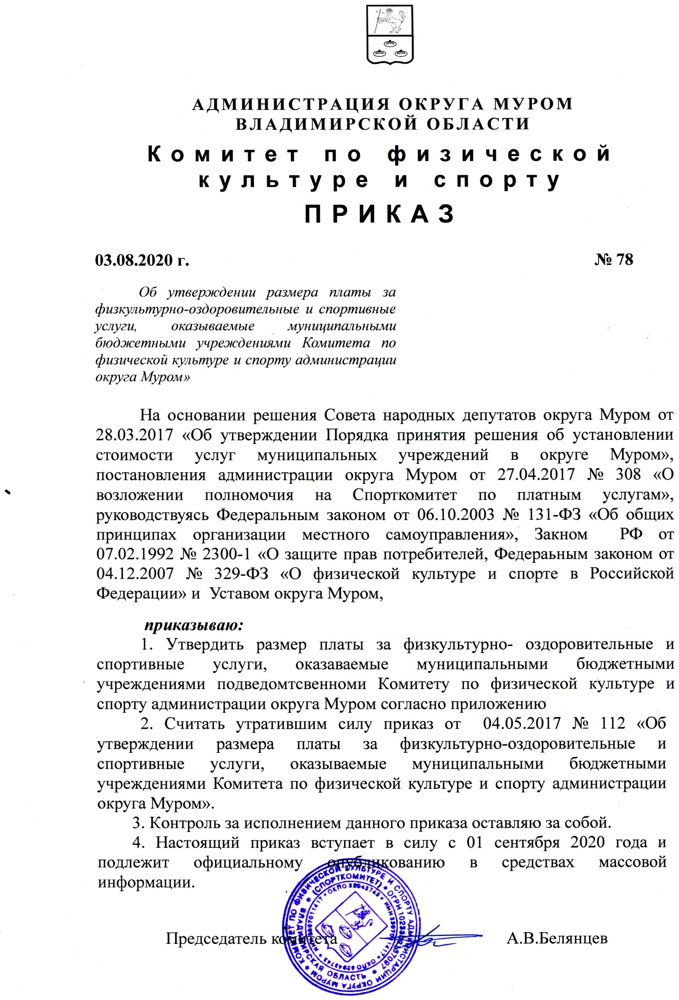 АДМИНИСТРАЦИЯ ОКРУГА МУРОМ
ВЛАДИМИРСКОЙ ОБЛАСТИ
Комитет по физической
культуре и спорту
ПРИКАЗ
03.08.2020 г. № 78
Об утверждении размера платы за
физкультурно-оздоровительные и спортивные
услуги, оказываемые муниципальными
бюджетными учреждениями Комитета по
физической культуре и спорту администрации
округа Муром»
На основании решения Совета народных депутатов округа Муром от
28.03.2017 «Об утверждении Порядка принятия решения об установлении
стоимости услуг муниципальных учреждений в округе Муром»,
постановления администрации округа Муром от 27.04.2017 № 308 «О
возложении полномочия на Спорткомитет по платным услугам»,
руководствуясь Федеральным законом от 06.10.2003 № 131-ФЗ «Об общих
принципах организации местного самоуправления», Закном РФ от
07.02.1992 № 2300-1 «О защите прав потребителей, Федераьным законом от
04.12.2007 № 329-ФЗ «О физической культуре и спорте в Российской
Федерации» и Уставом округа Муром,
приказываю:
1. Утвердить размер платы за физкультурно- оздоровительные и
спортивные услуги, оказаваемые муниципальными бюджетными
учреждениями подведомтсвенноми Комитету по физической культуре и
спорту администрации округа Муром согласно приложению
2. Считать утратившим силу приказ от 04.05.2017 № 112 «Об
утверждении размера платы за физкультурно-оздоровительные и
спортивные услуги, оказываемые муниципальными бюджетными
учреждениями Комитета по физической культуре и спорту администрации
округа Муром».
3. Контроль за исполнением данного приказа оставляю за собой.
4. Настоящий приказ вступает в силу с 01 сентября 2020 года и
подлежит официальному опубликованию в средствах массовой
информации.
Председатель комитета А.В.Белянцев
КОМИТЕТ ПО ФИЗИЧЕСКОЙ КУЛЬТУРЕ И СПОРТУ АДМИНИСТАРЦИИ ОКРУГА МУРОМ
ВЛАДИМИРСКАЯ ОБЛАСТЬ * (СПОРТКОМИТЕТ) * ОГРН
ОКПО 32943743 * ИНН